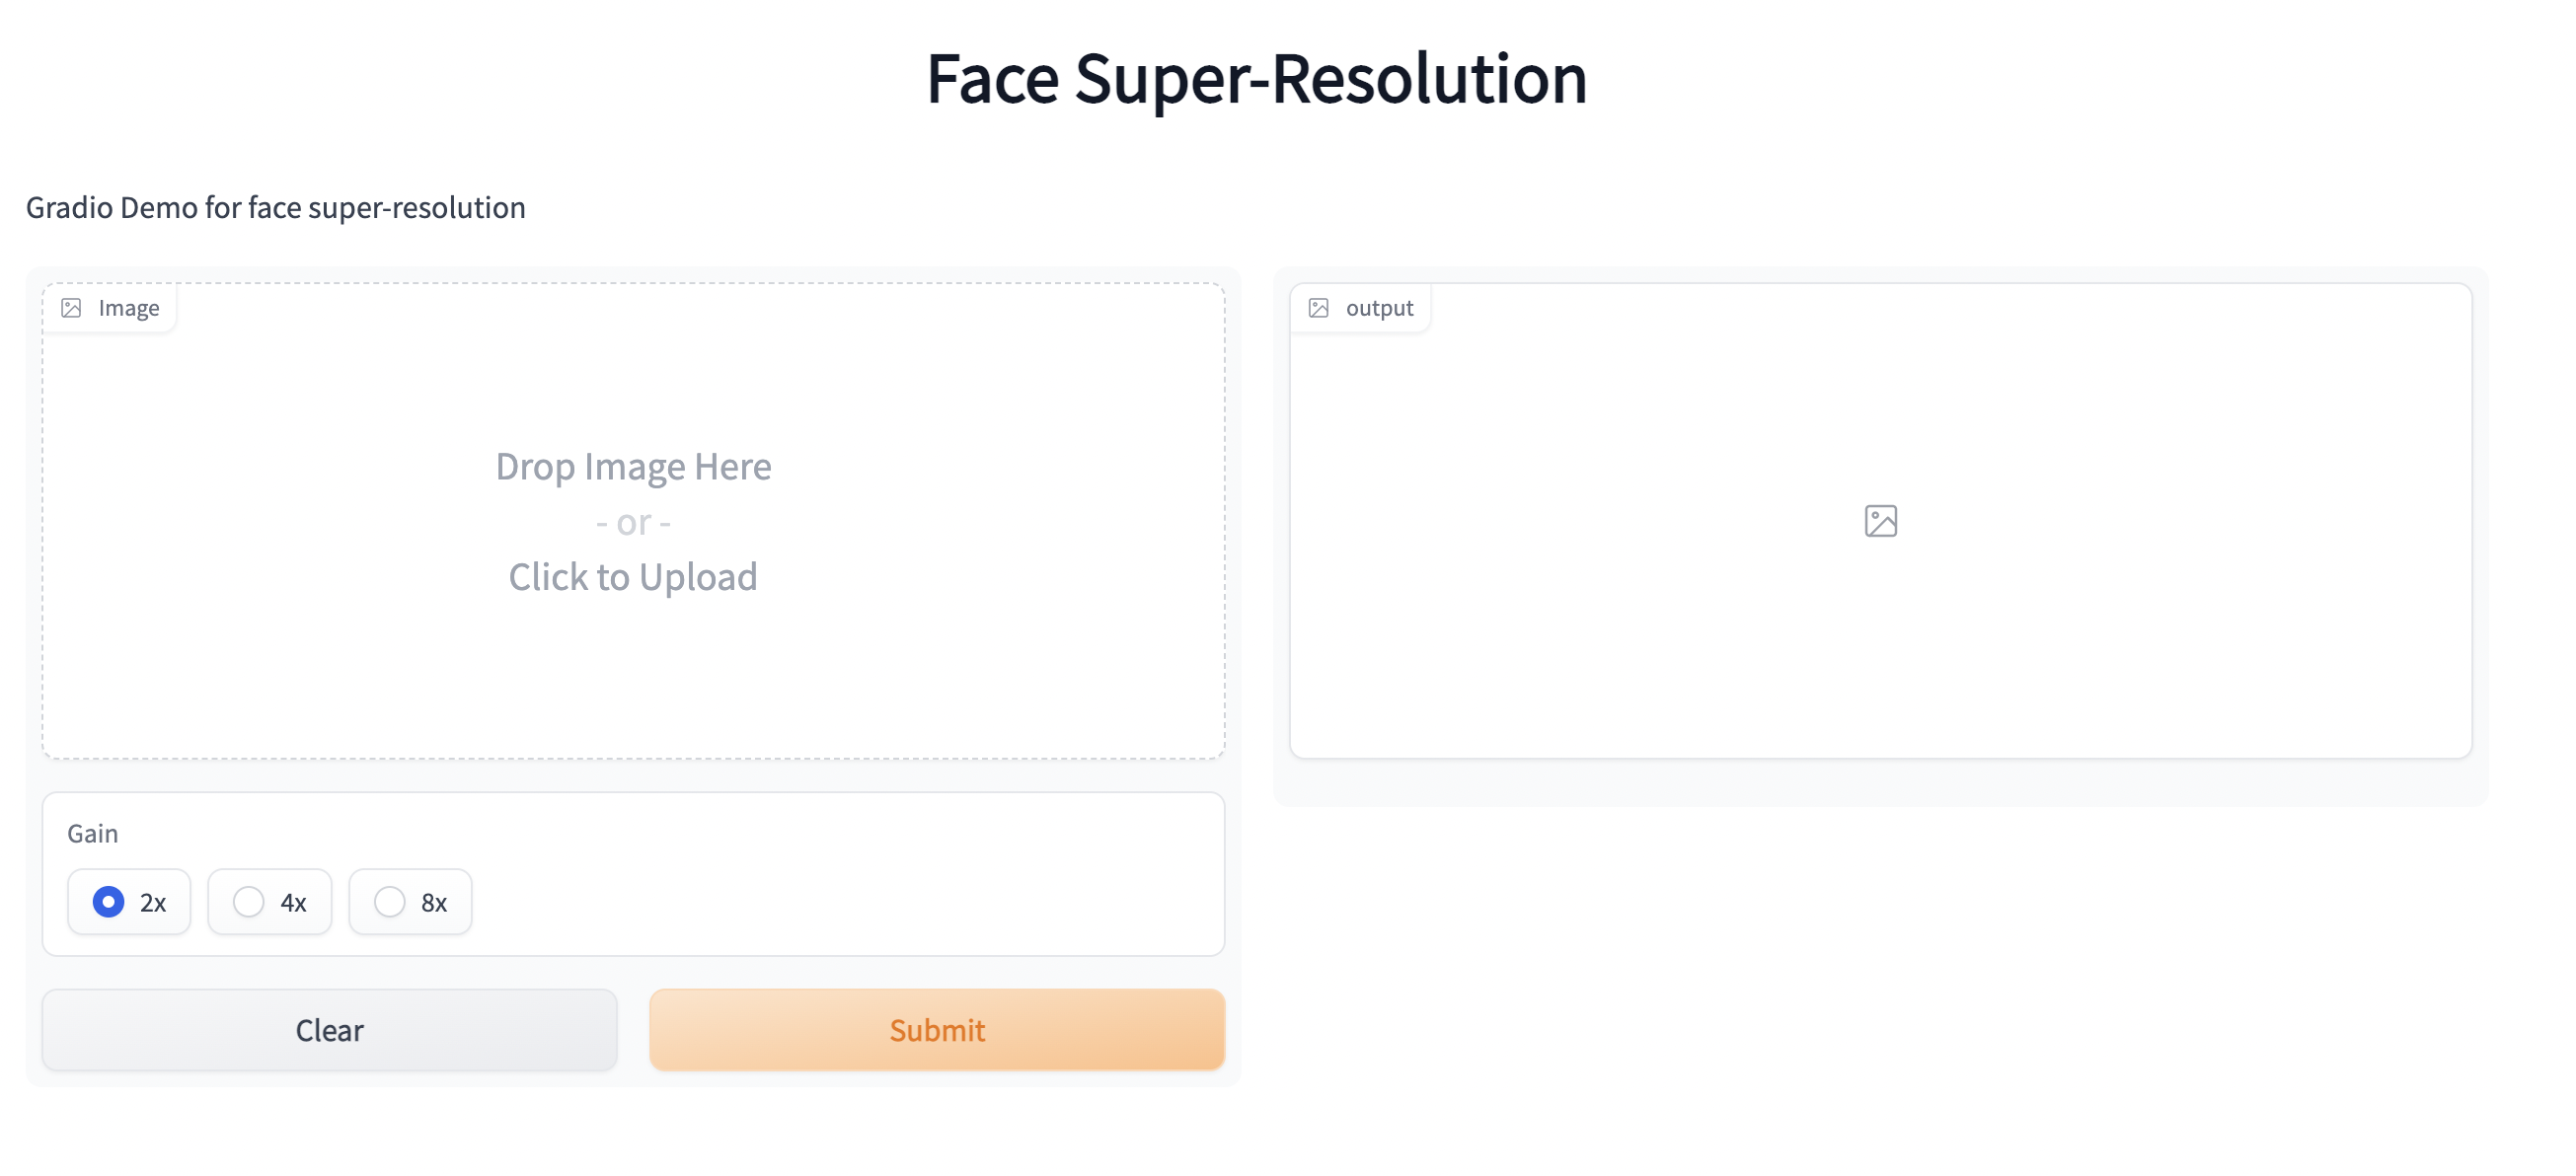 Face Super-Resolution
Gradio Demo for face super-resolution
Image
Drop Image Here
- or -
Click to Upload
output
Gain
2x 4x 8x
Clear Submit